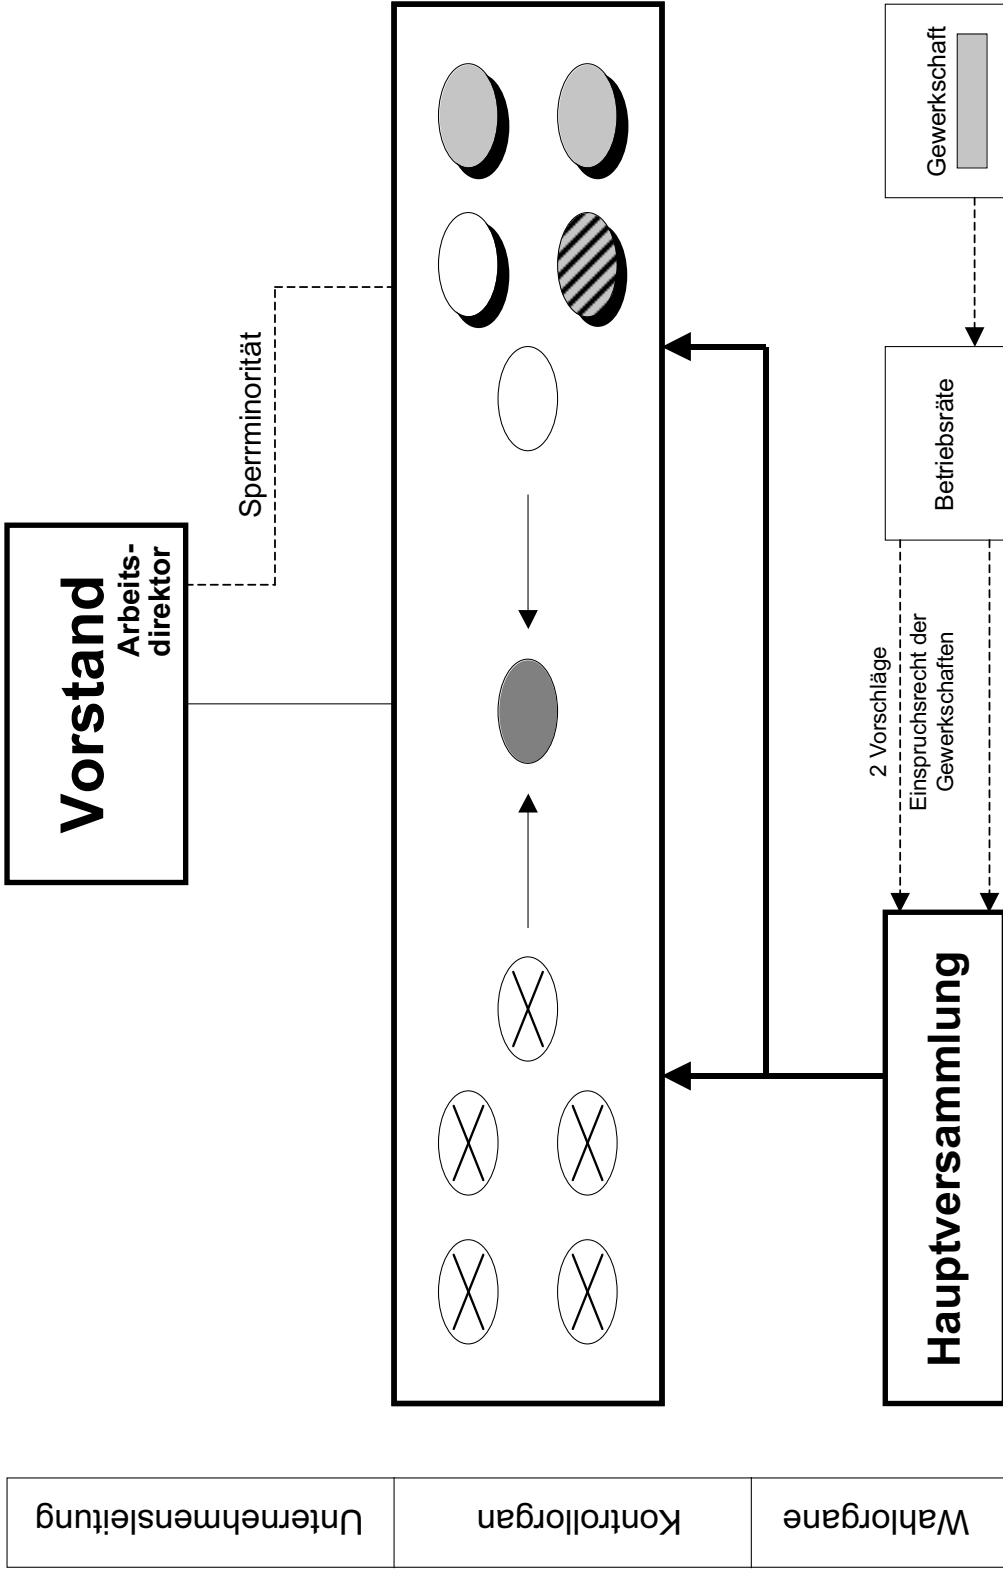 Unternehmensleitung
Vorstand
Arbeits-
direktor
Sperrminorität
Kontrollorgan
Wahlorgane
Hauptversammlung
2 Vorschläge
Einspruchsrecht der
Gewerkschaften
Betriebsräte
Gewerkschaft